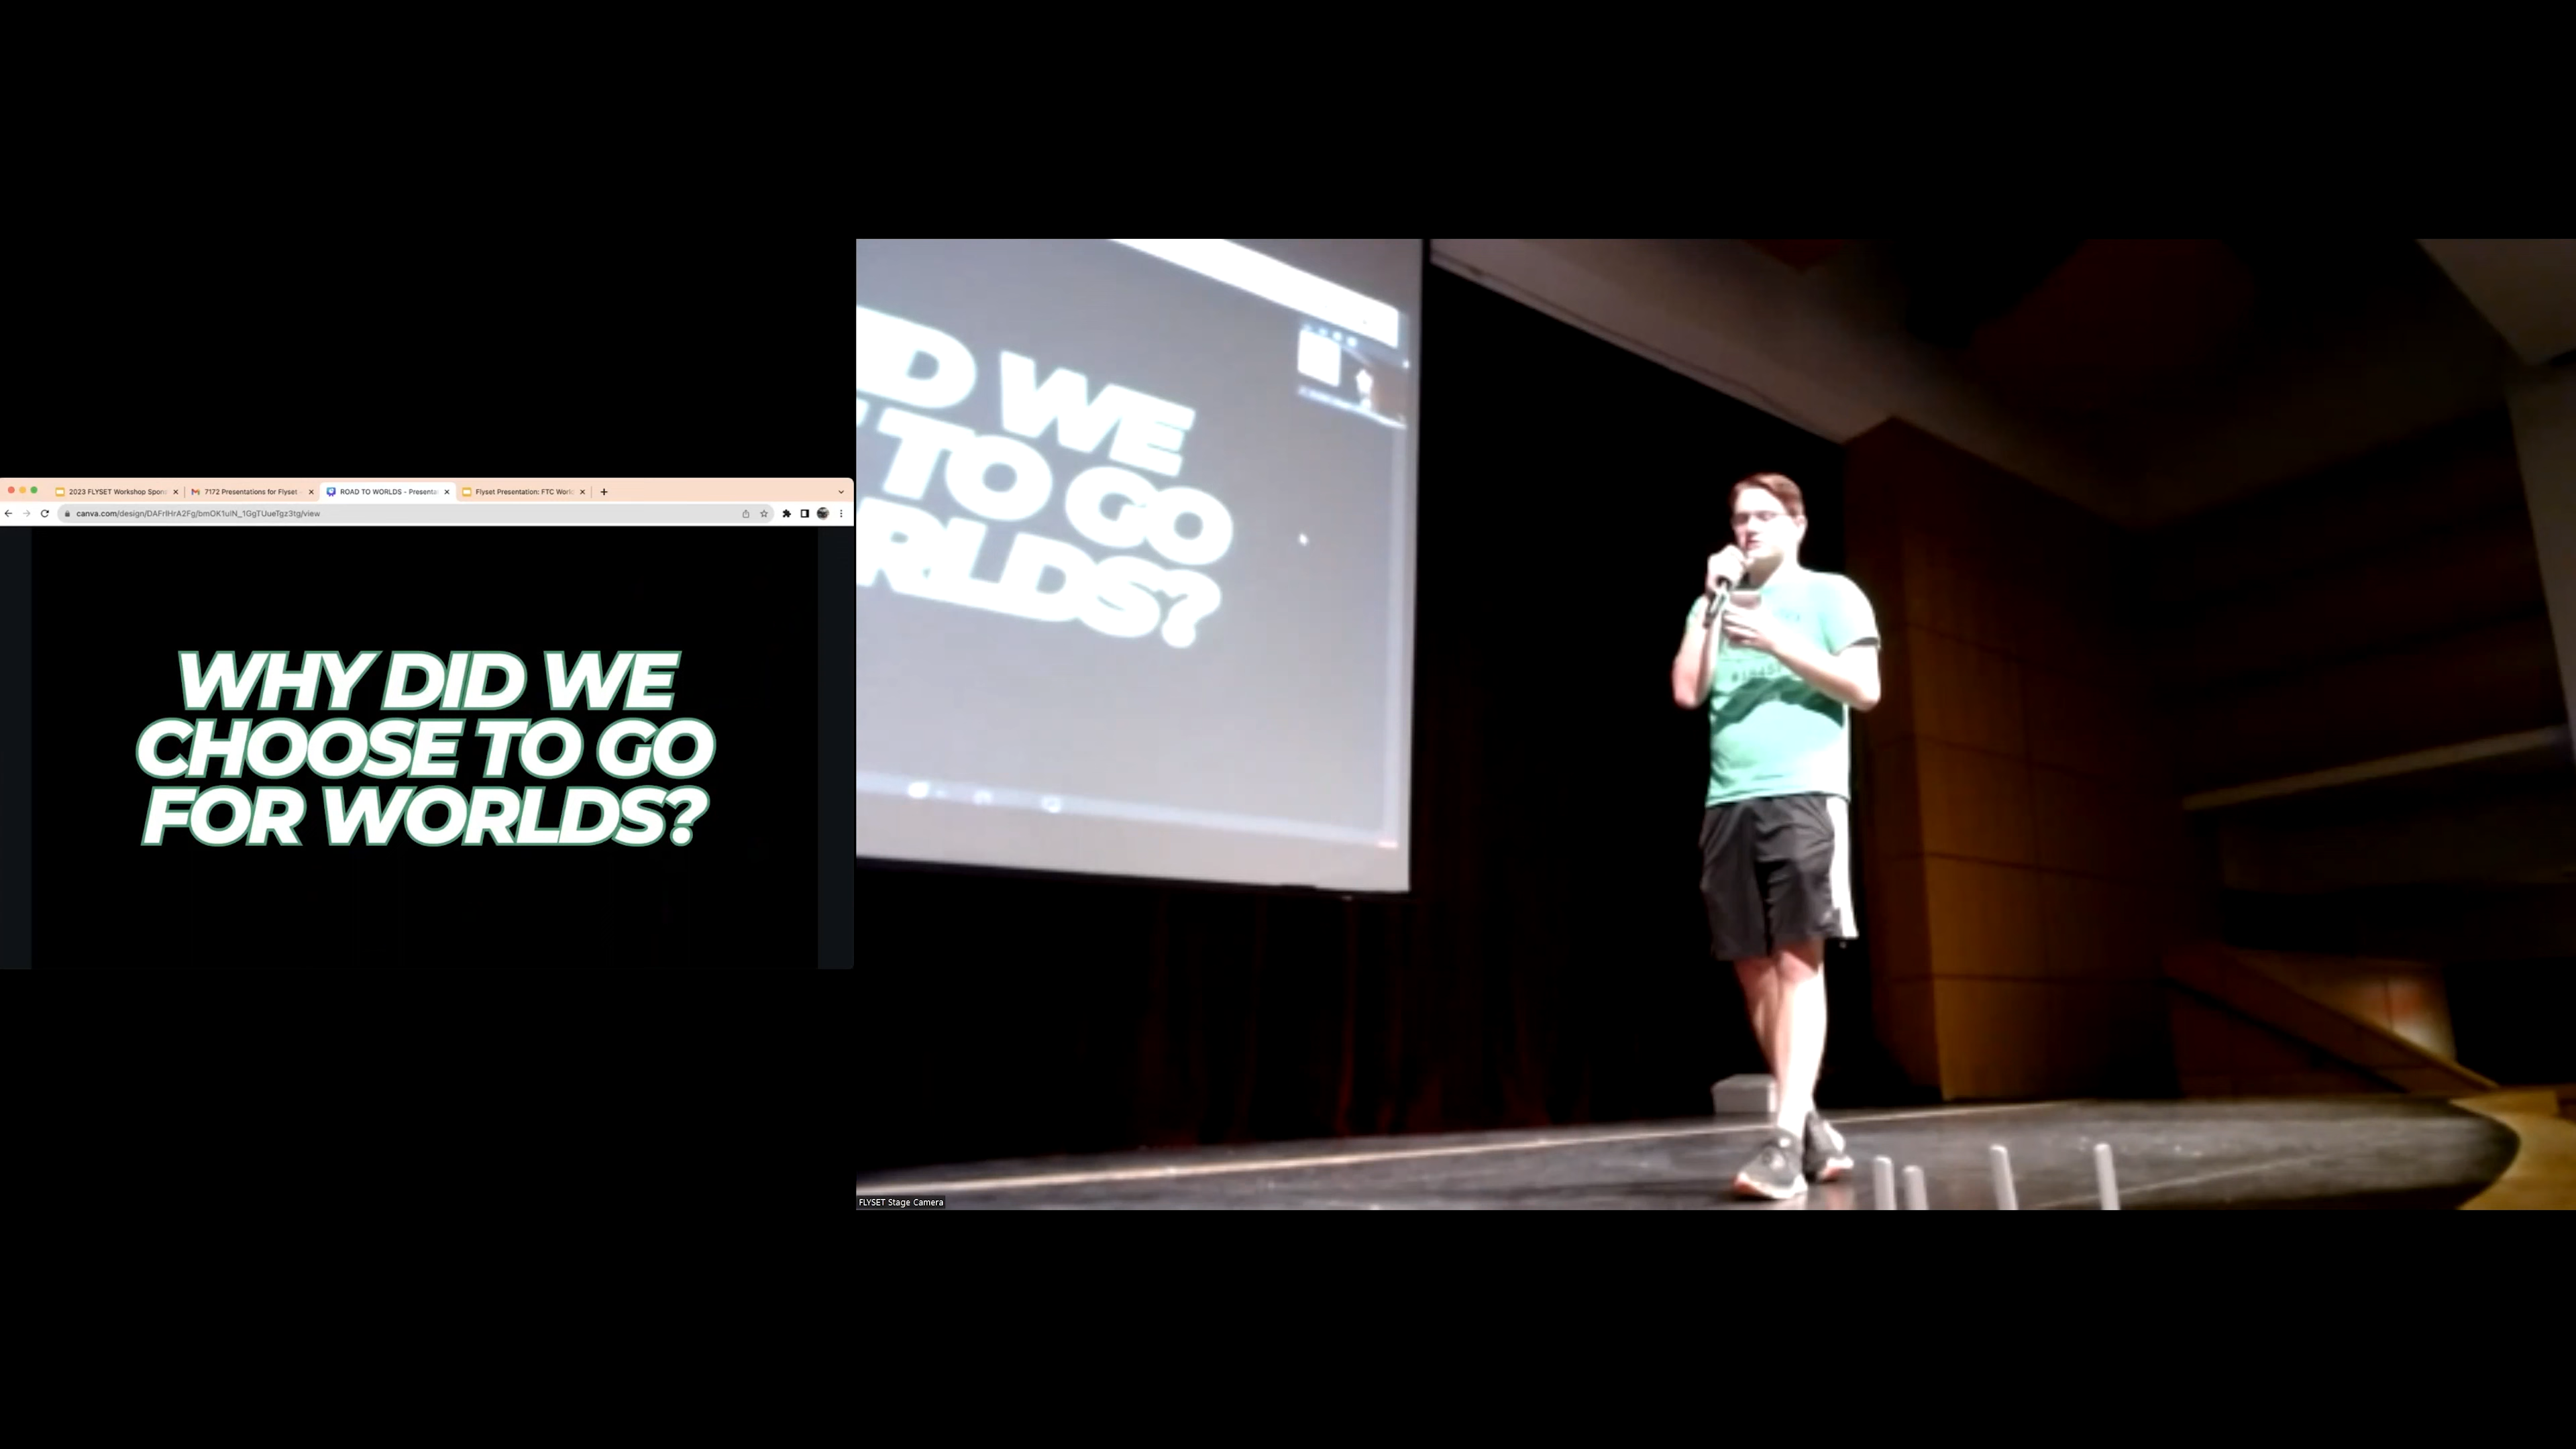 2023 FLYSET Workshop Spon
7172 Presentations for Flyset
ROAD TO WORLDS - Presenta
Flyset Presentation: FTC Worl
canva.com/design/DAFrIHrA2Fg/bmOK1uIN_1GgTUueTgz3tg/view
WHY DID WE
CHOOSE TO GO
FOR WORLDS?
D WE
TO GO
RLDS?
FLYSET Stage Camera